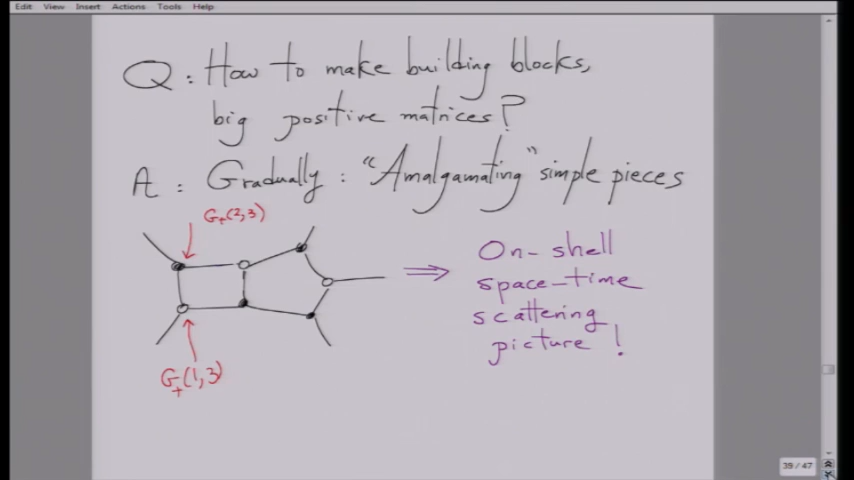 Edit View Insert Actions Tools Help
Q: How to make building blocks,
big positive matrices?
A: Gradually: "Amalgamating" simple pieces
G+(2,3)
On-shell
space-time
scattering
picture!
G+(1,3)
39 / 47